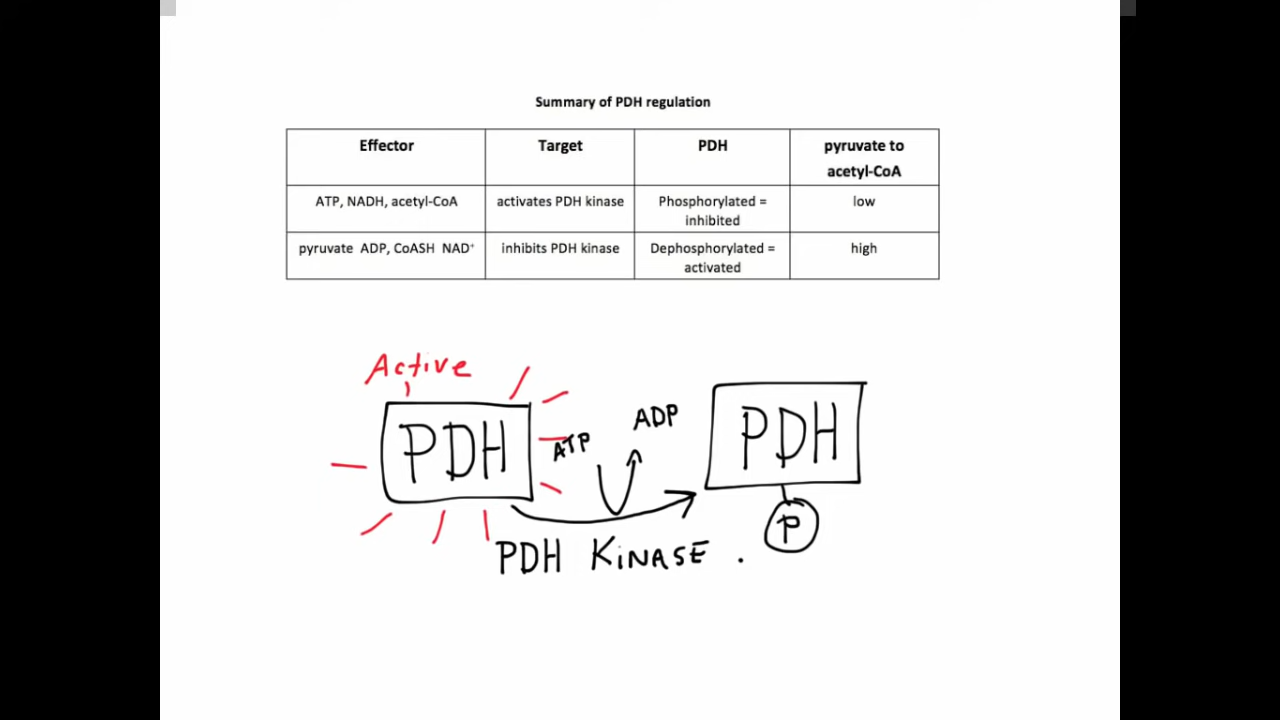 Summary of PDH regulation
Effector Target PDH pyruvate to
acetyl-CoA
ATP, NADH, acetyl-CoA activates PDH kinase Phosphorylated = low
inhibited
pyruvate ADP, CoASH NAD⁺ inhibits PDH kinase Dephosphorylated = high
activated
Active
PDH
ATP
ADP
PDH
P
PDH KiNASE .